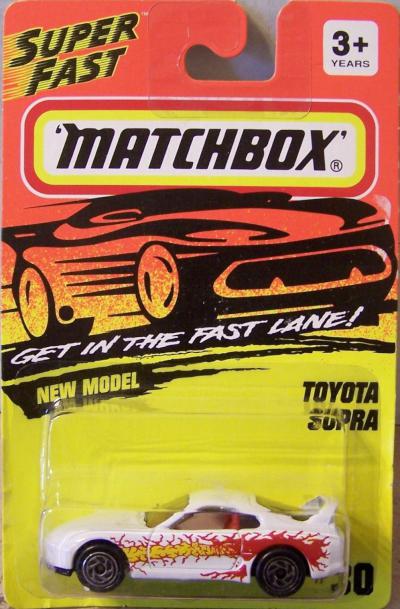 SUPER
FAST
3+
YEARS
'MATCHBOX'®
GET IN THE FAST LANE!
NEW MODEL
TOYOTA
SUPRA